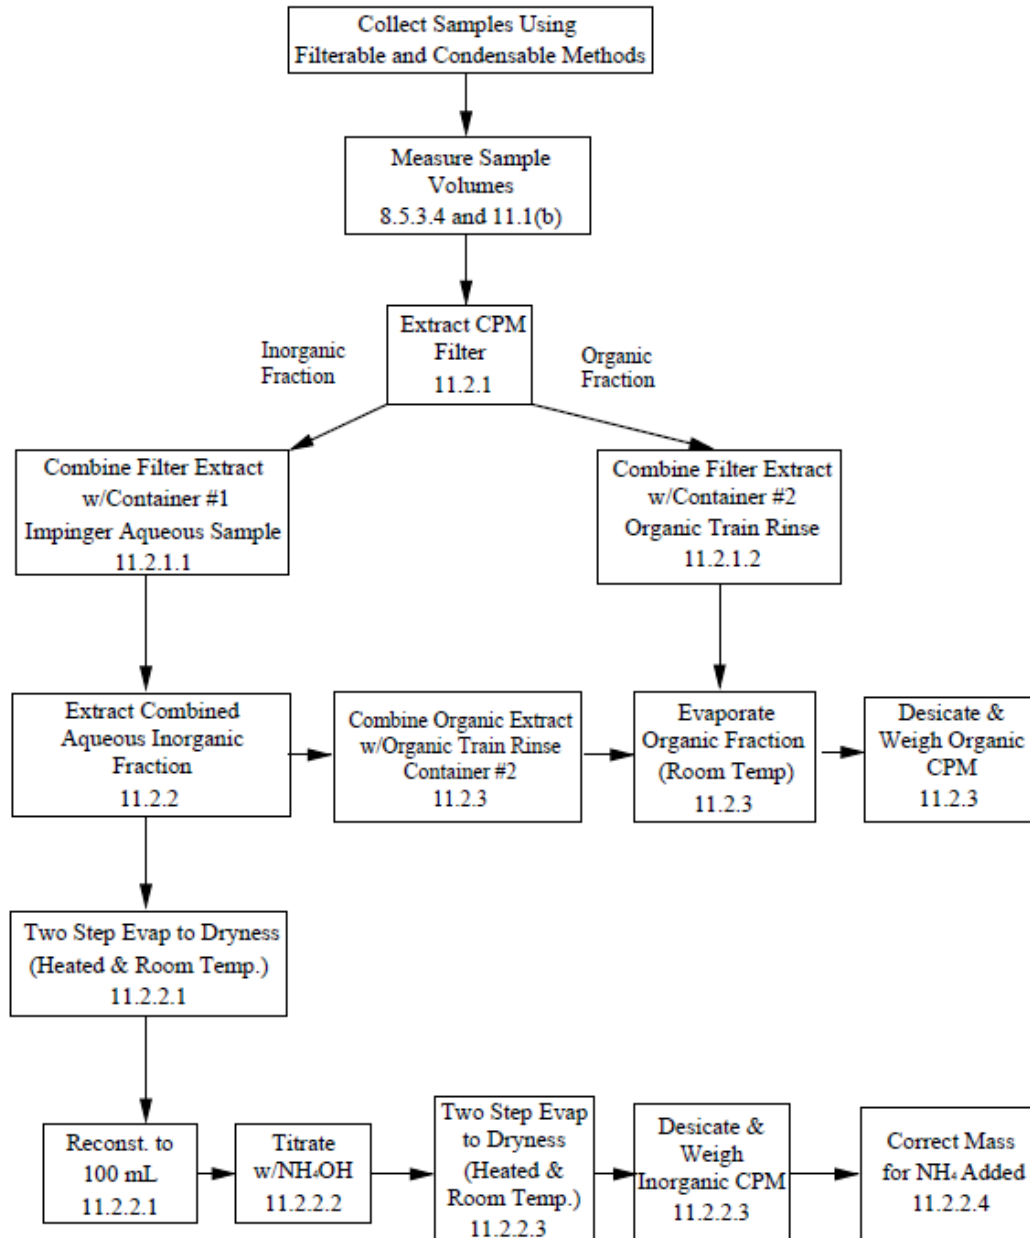 Collect Samples Using
Filterable and Condensable Methods
Measure Sample
Volumes
8.5.3.4 and 11.1(b)
Extract CPM
Filter
11.2.1
Inorganic
Fraction
Organic
Fraction
Combine Filter Extract
w/Container #1
Impinger Aqueous Sample
11.2.1.1
Combine Filter Extract
w/Container #2
Organic Train Rinse
11.2.1.2
Extract Combined
Aqueous Inorganic
Fraction
11.2.2
Combine Organic Extract
w/Organic Train Rinse
Container #2
11.2.3
Evaporate
Organic Fraction
(Room Temp)
11.2.3
Desicate &
Weigh Organic
CPM
11.2.3
Two Step Evap to Dryness
(Heated & Room Temp.)
11.2.2.1
Reconst. to
100 mL
11.2.2.1
Titrate
w/NH₄OH
11.2.2.2
Two Step Evap
to Dryness
(Heated &
Room Temp.)
11.2.2.3
Desicate &
Weigh
Inorganic CPM
11.2.2.3
Correct Mass
for NH₄ Added
11.2.2.4